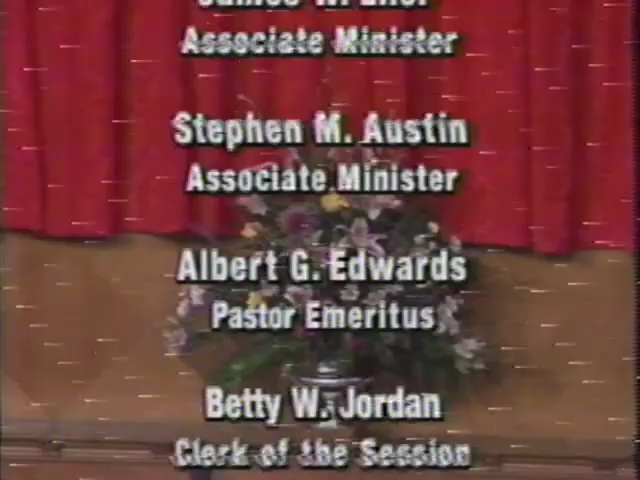 Associate Minister
Stephen M. Austin
Associate Minister
Albert G. Edwards
Pastor Emeritus
Betty W. Jordan
Clerk of the Session